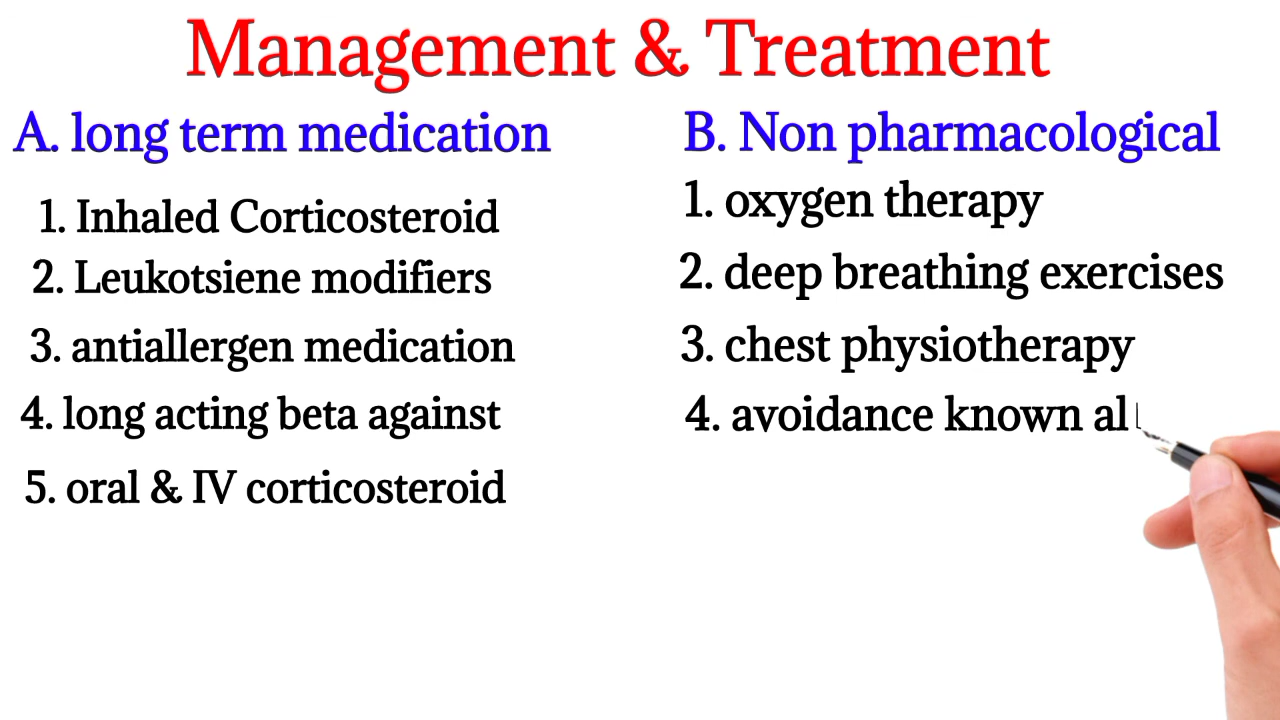 Management & Treatment
A. long term medication
1. Inhaled Corticosteroid
2. Leukotsiene modifiers
3. antiallergen medication
4. long acting beta against
5. oral & IV corticosteroid
B. Non pharmacological
1. oxygen therapy
2. deep breathing exercises
3. chest physiotherapy
4. avoidance known al